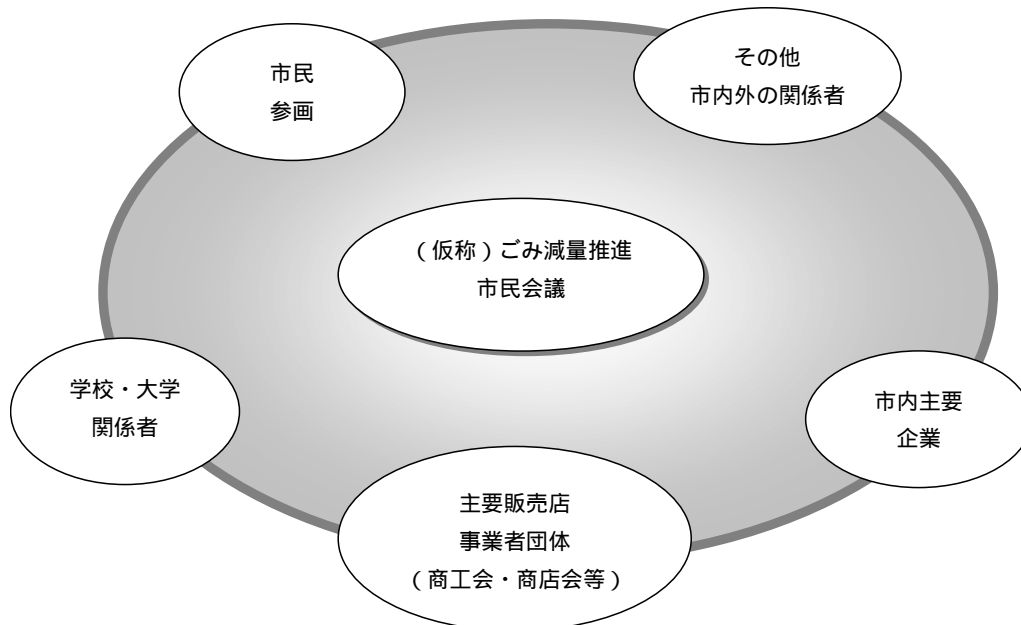 市民
参画
その他
市内外の関係者
（仮称）ごみ減量推進
市民会議
学校・大学
関係者
市内主要
企業
主要販売店
事業者団体
（商工会・商店会等）